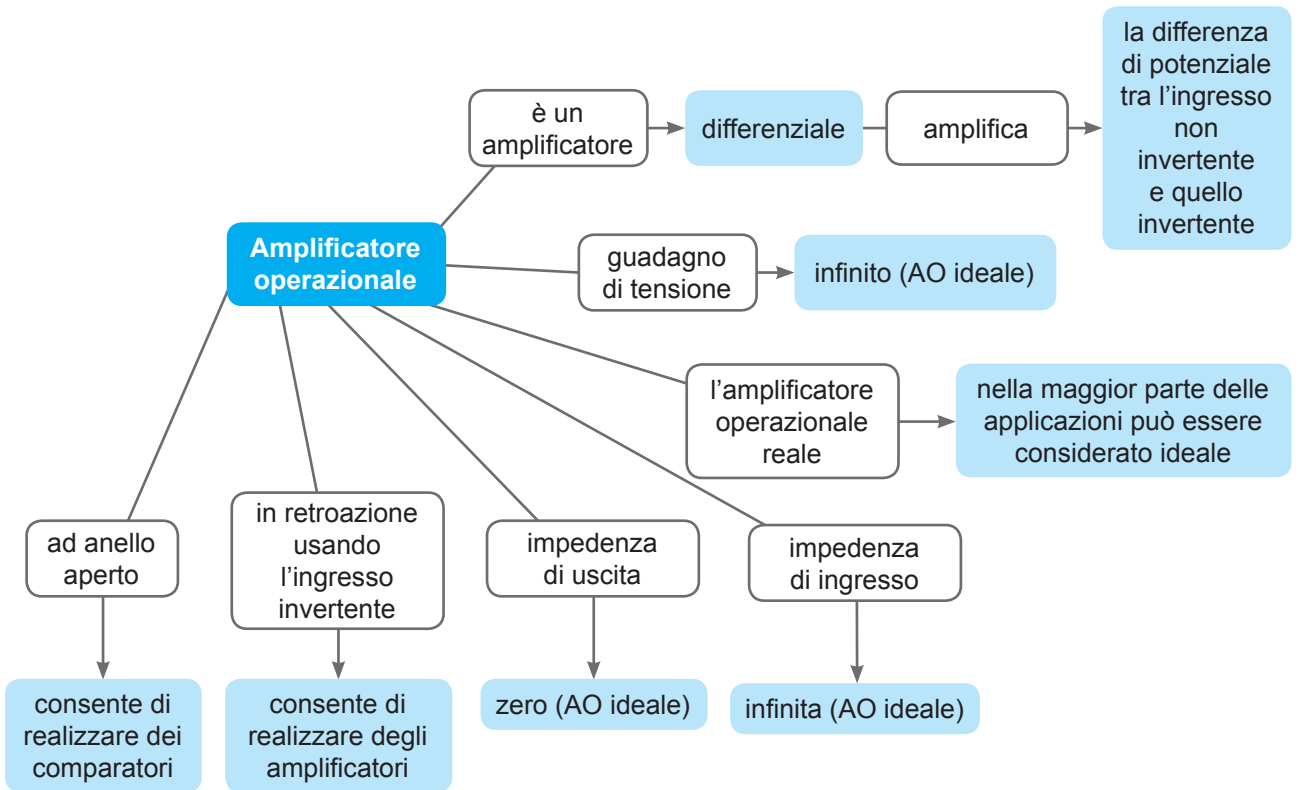 la differenza
di potenziale
tra l'ingresso
non
invertente
e quello
invertente
è un
amplificatore
differenziale
amplifica
Amplificatore
operazionale
guadagno
di tensione
infinito (AO ideale)
l'amplificatore
operazionale
reale
nella maggior parte delle
applicazioni può essere
considerato ideale
ad anello
aperto
in retroazione
usando
l'ingresso
invertente
impedenza
di uscita
impedenza
di ingresso
consente di
realizzare dei
comparatori
consente di
realizzare degli
amplificatori
zero (AO ideale)
infinita (AO ideale)